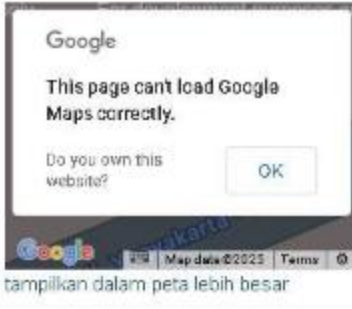 Google
This page can't load Google
Maps correctly.
Do you own this
website?
OK
Google
Map data ©2025 Terms
tampilkan dalam peta lebih besar